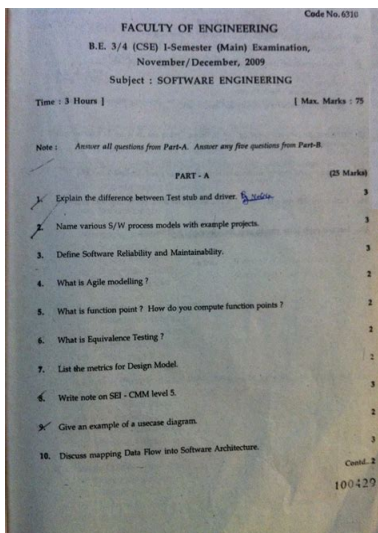 Code No. 6310
FACULTY OF ENGINEERING
B.E. 3/4 (CSE) I-Semester (Main) Examination,
November/December, 2009
Subject : SOFTWARE ENGINEERING
Time : 3 Hours ] [ Max. Marks : 75
Note : Answer all questions from Part-A. Answer any five questions from Part-B.
PART - A (25 Marks)
1. Explain the difference between Test stub and driver. 3
2. Name various S/W process models with example projects. 3
3. Define Software Reliability and Maintainability. 3
4. What is Agile modelling ? 2
5. What is function point ? How do you compute function points ? 2
6. What is Equivalence Testing ? 2
7. List the metrics for Design Model. 2
8. Write note on SEI - CMM level 5. 3
9. Give an example of a usecase diagram. 2
10. Discuss mapping Data Flow into Software Architecture. 3
Contd.. 2
100429